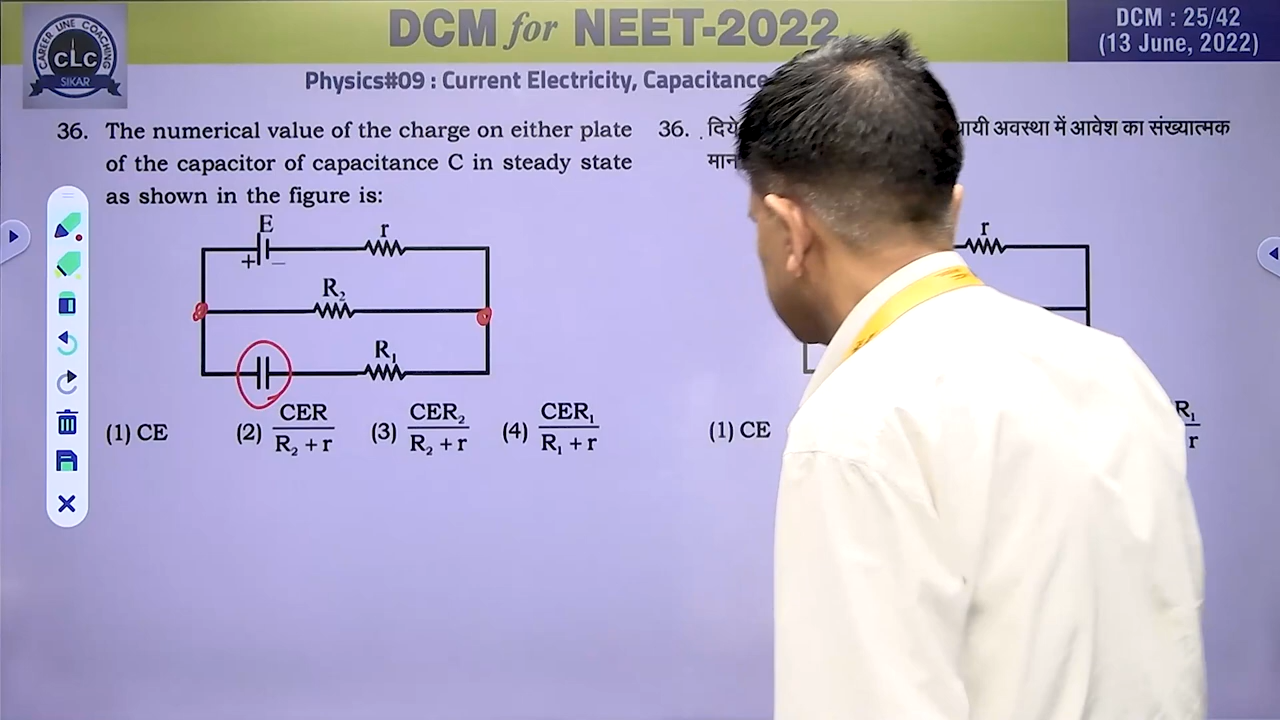 DCM for NEET-2022
DCM : 25/42
(13 June, 2022)
CAREER LINE COACHING
CLC
SIKAR
Physics#09 : Current Electricity, Capacitance
36. The numerical value of the charge on either plate
of the capacitor of capacitance C in steady state
as shown in the figure is:
E
r
+ −
R₂
R₁
(1) CE (2) CER / R₂ + r (3) CER₂ / R₂ + r (4) CER₁ / R₁ + r
36. स्थायी अवस्था में आवेश का संख्यात्मक
मान
r
(1) CE
R₁
r